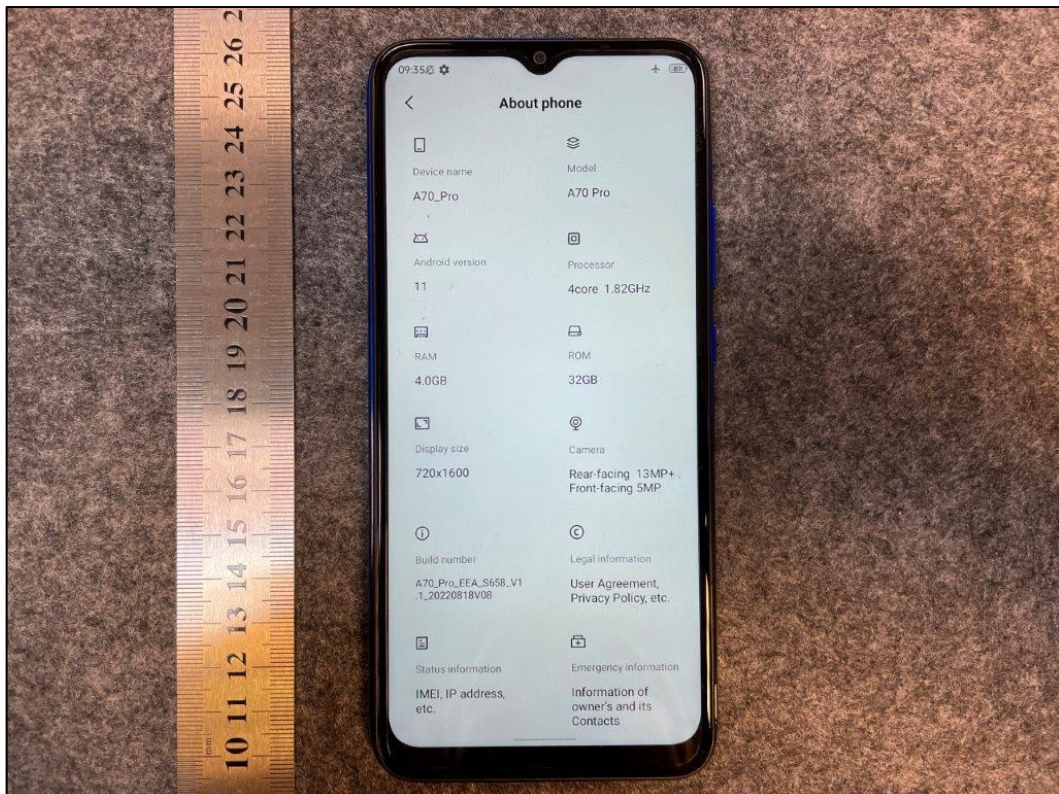 09:35
87
About phone
Device name
A70_Pro
Model
A70 Pro
Android version
11
Processor
4core 1.82GHz
RAM
4.0GB
ROM
32GB
Display size
720x1600
Camera
Rear-facing 13MP+
Front-facing 5MP
Build number
A70_Pro_EEA_S658_V1
.1_20220818V08
Legal information
User Agreement,
Privacy Policy, etc.
Status information
IMEI, IP address,
etc.
Emergency information
Information of
owner's and its
Contacts
26
25
24
23
22
21
20
19
18
17
16
15
14
13
12
11
10
mm